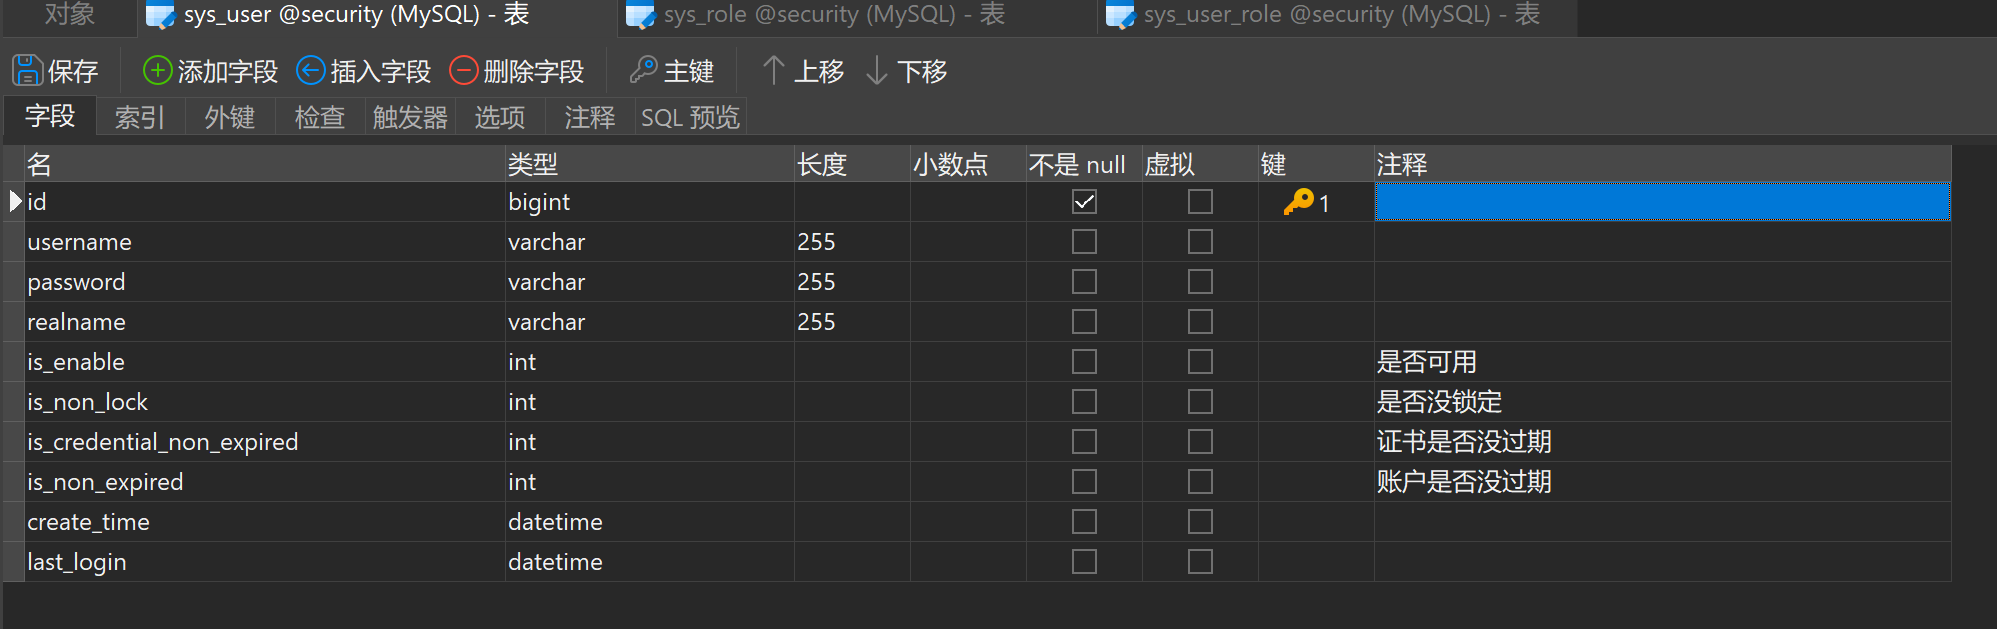 对象 sys_user @security (MySQL) - 表 sys_role @security (MySQL) - 表 sys_user_role @security (MySQL) - 表
保存 添加字段 插入字段 删除字段 主键 上移 下移
字段 索引 外键 检查 触发器 选项 注释 SQL 预览
名 类型 长度 小数点 不是 null 虚拟 键 注释
id bigint 1
username varchar 255
password varchar 255
realname varchar 255
is_enable int 是否可用
is_non_lock int 是否没锁定
is_credential_non_expired int 证书是否没过期
is_non_expired int 账户是否没过期
create_time datetime
last_login datetime